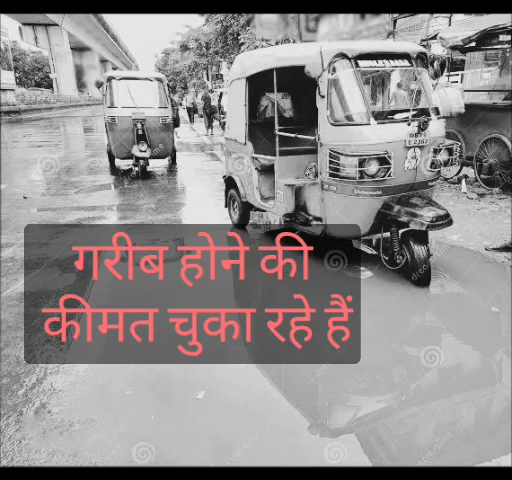 गरीब होने की
कीमत चुका रहे हैं